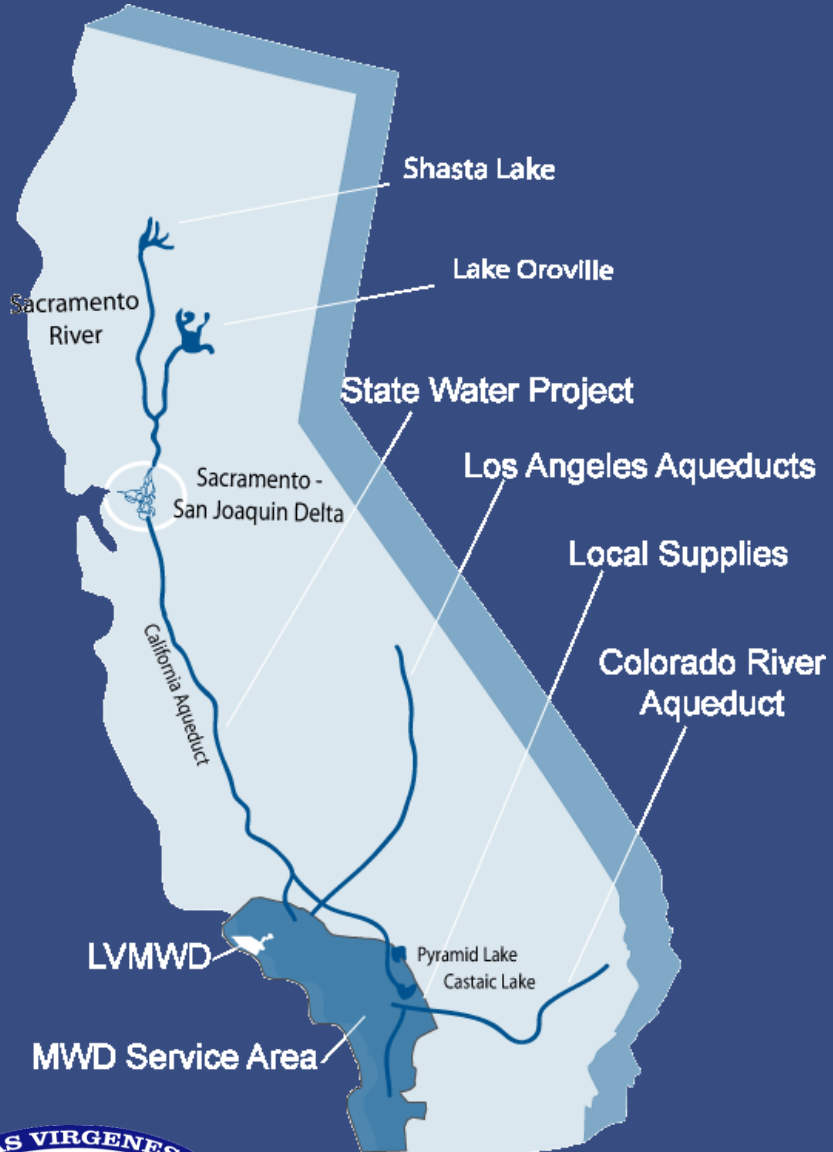 Shasta Lake
Lake Oroville
Sacramento
River
State Water Project
Los Angeles Aqueducts
Sacramento -
San Joaquin Delta
Local Supplies
Colorado River
Aqueduct
California Aqueduct
LVMWD
Pyramid Lake
Castaic Lake
MWD Service Area
VIRGENES